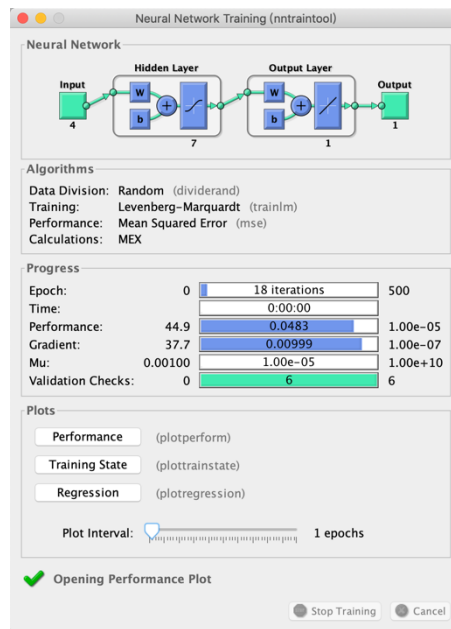 Neural Network Training (nntraintool)
Neural Network
Hidden Layer
Output Layer
Input
Output
W
W
b
b
+
+
4
7
1
1
Algorithms
Data Division: Random (dividerand)
Training: Levenberg-Marquardt (trainlm)
Performance: Mean Squared Error (mse)
Calculations: MEX
Progress
Epoch: 0 18 iterations 500
Time: 0:00:00
Performance: 44.9 0.0483 1.00e-05
Gradient: 37.7 0.00999 1.00e-07
Mu: 0.00100 1.00e-05 1.00e+10
Validation Checks: 0 6 6
Plots
Performance (plotperform)
Training State (plottrainstate)
Regression (plotregression)
Plot Interval: 1 epochs
Opening Performance Plot
Stop Training Cancel